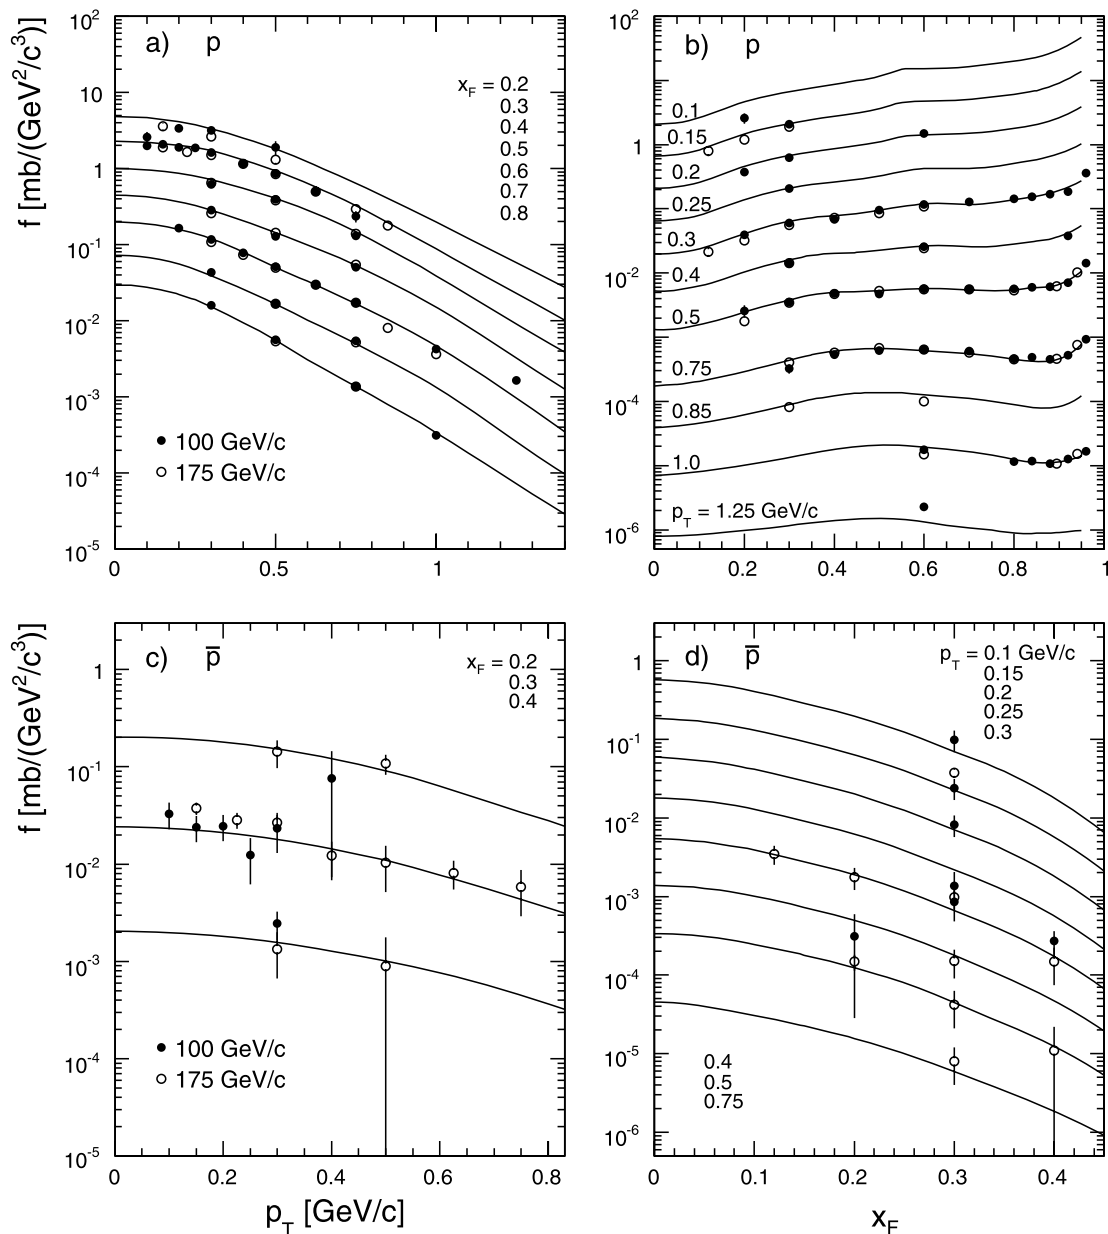 f [mb/(GeV²/c³)]
a) p
x_F = 0.2
0.3
0.4
0.5
0.6
0.7
0.8
100 GeV/c
175 GeV/c
10²
10
1
10⁻¹
10⁻²
10⁻³
10⁻⁴
10⁻⁵
0 0.5 1
b) p
0.1
0.15
0.2
0.25
0.3
0.4
0.5
0.75
0.85
1.0
p_T = 1.25 GeV/c
10²
1
10⁻²
10⁻⁴
10⁻⁶
0 0.2 0.4 0.6 0.8 1
f [mb/(GeV²/c³)]
c) p̅
x_F = 0.2
0.3
0.4
100 GeV/c
175 GeV/c
1
10⁻¹
10⁻²
10⁻³
10⁻⁴
10⁻⁵
0 0.2 0.4 0.6 0.8
p_T [GeV/c]
d) p̅
p_T = 0.1 GeV/c
0.15
0.2
0.25
0.3
0.4
0.5
0.75
1
10⁻¹
10⁻²
10⁻³
10⁻⁴
10⁻⁵
10⁻⁶
0 0.1 0.2 0.3 0.4
x_F